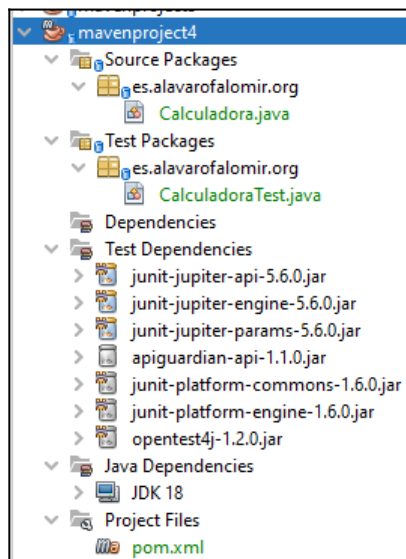 mavenproject4
Source Packages
es.alavarofalomir.org
Calculadora.java
Test Packages
es.alavarofalomir.org
CalculadoraTest.java
Dependencies
Test Dependencies
junit-jupiter-api-5.6.0.jar
junit-jupiter-engine-5.6.0.jar
junit-jupiter-params-5.6.0.jar
apiguardian-api-1.1.0.jar
junit-platform-commons-1.6.0.jar
junit-platform-engine-1.6.0.jar
opentest4j-1.2.0.jar
Java Dependencies
JDK 18
Project Files
pom.xml